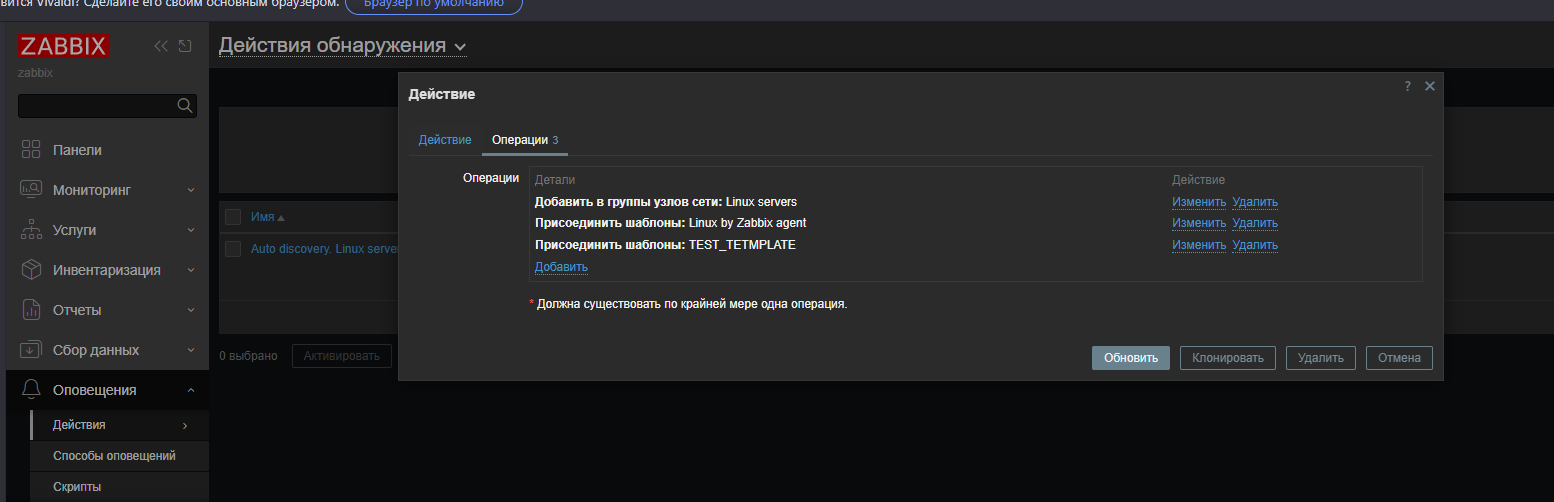 вится Vivaldi? Сделайте его своим основным браузером. Браузер по умолчанию
ZABBIX
zabbix
Действия обнаружения
Панели
Мониторинг
Услуги
Инвентаризация
Отчеты
Сбор данных
Оповещения
Действия
Способы оповещений
Скрипты
Имя
Auto discovery. Linux server
0 выбрано Активировать
Действие ?
Действие Операции 3
Операции Детали Действие
Добавить в группы узлов сети: Linux servers Изменить Удалить
Присоединить шаблоны: Linux by Zabbix agent Изменить Удалить
Присоединить шаблоны: TEST_TETMPLATE Изменить Удалить
Добавить
* Должна существовать по крайней мере одна операция.
Обновить Клонировать Удалить Отмена